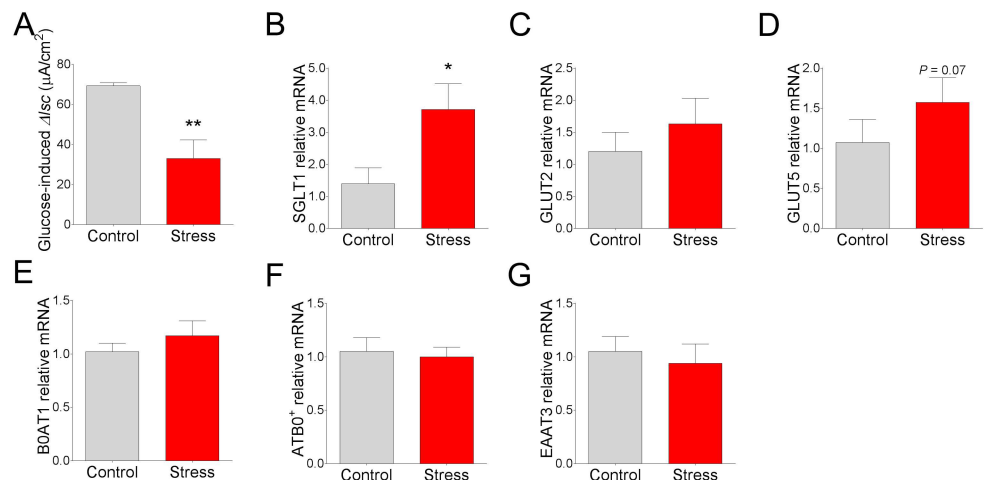 A
Glucose-induced ΔIsc (μA/cm²)
80
60
40
20
0
**
Control
Stress
B
SGLT1 relative mRNA
5.0
4.0
3.0
2.0
1.0
0.0
*
Control
Stress
C
GLUT2 relative mRNA
2.5
2.0
1.5
1.0
0.5
0.0
Control
Stress
D
GLUT5 relative mRNA
2.0
1.5
1.0
0.5
0.0
P = 0.07
Control
Stress
E
B0AT1 relative mRNA
1.5
1.0
0.5
0.0
Control
Stress
F
ATB0⁺ relative mRNA
1.5
1.0
0.5
0.0
Control
Stress
G
EAAT3 relative mRNA
1.5
1.0
0.5
0.0
Control
Stress